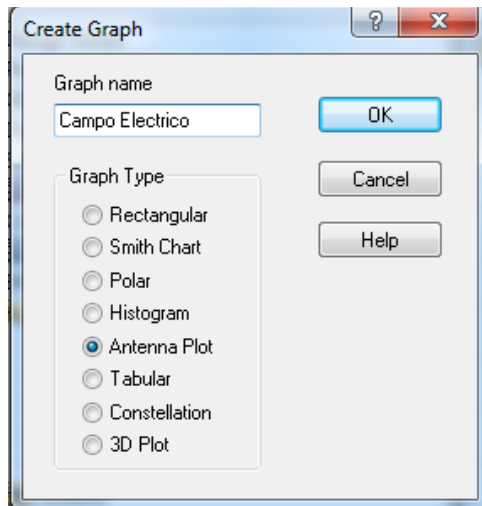 Create Graph
Graph name
Campo Electrico
OK
Graph Type
Cancel
Rectangular
Smith Chart
Help
Polar
Histogram
Antenna Plot
Tabular
Constellation
3D Plot